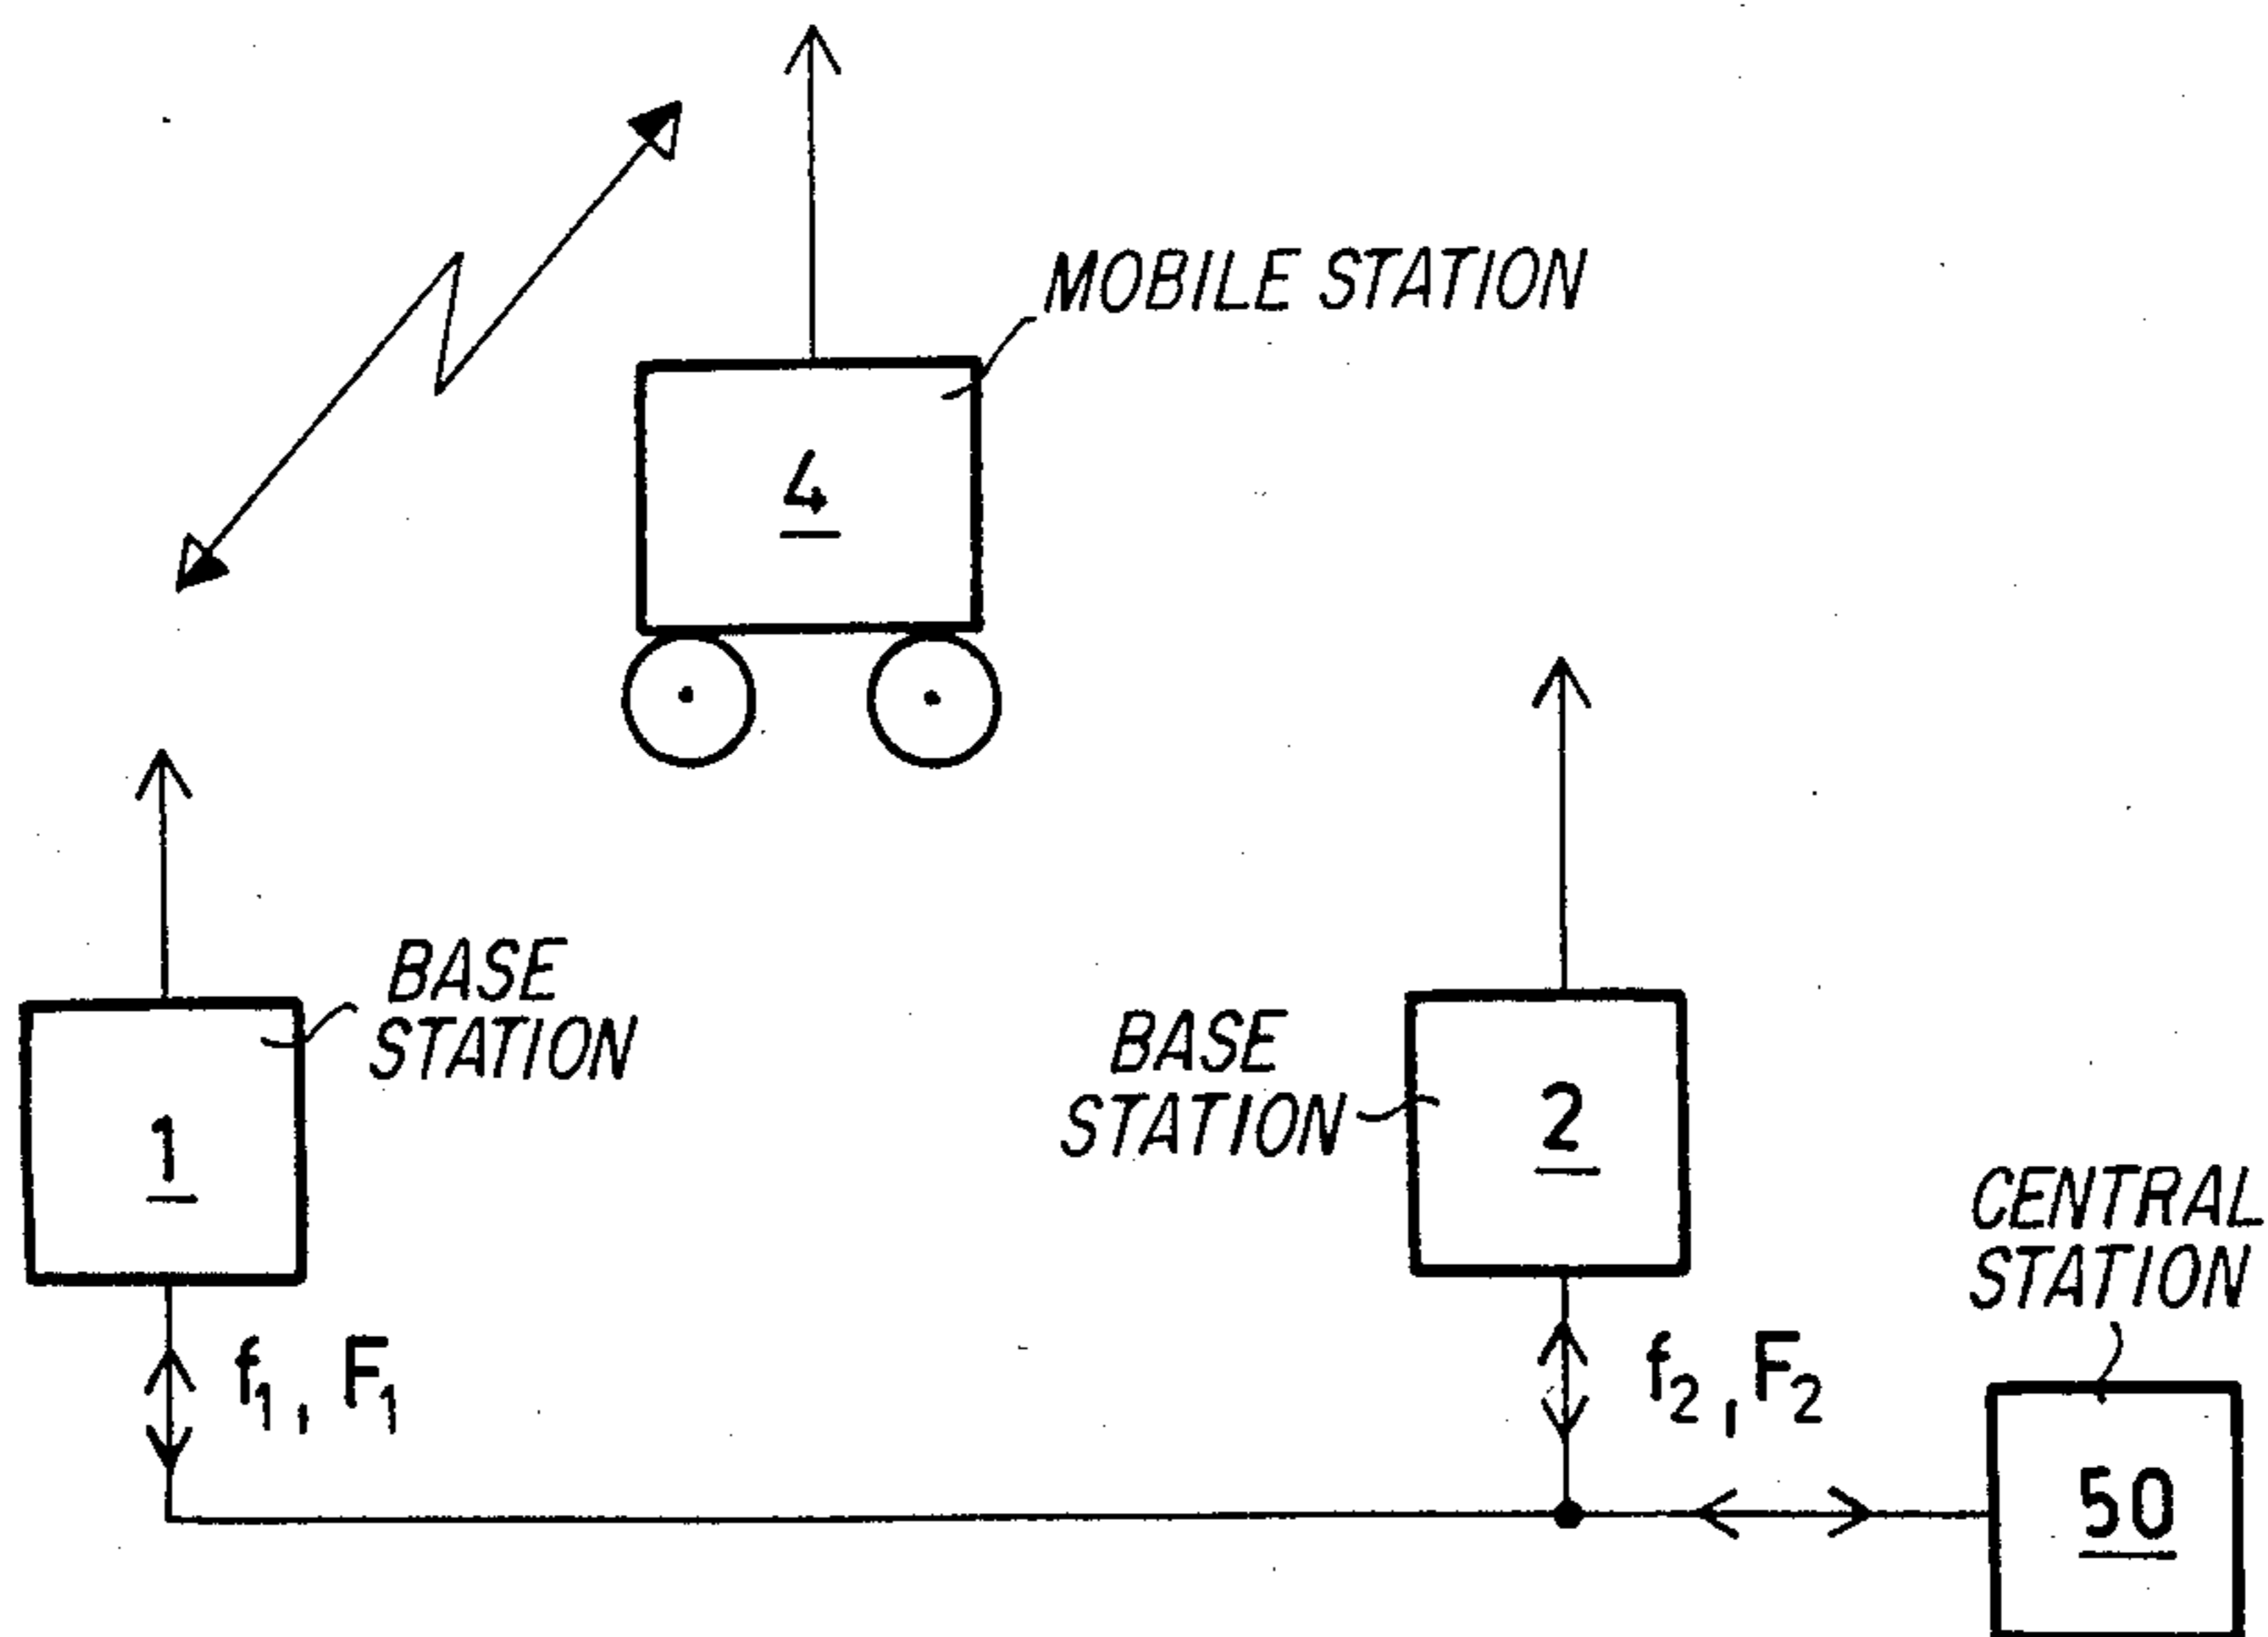 MOBILE STATION
4
BASE
STATION
1
BASE
STATION
2
CENTRAL
STATION
f₁, F₁
f₂, F₂
50